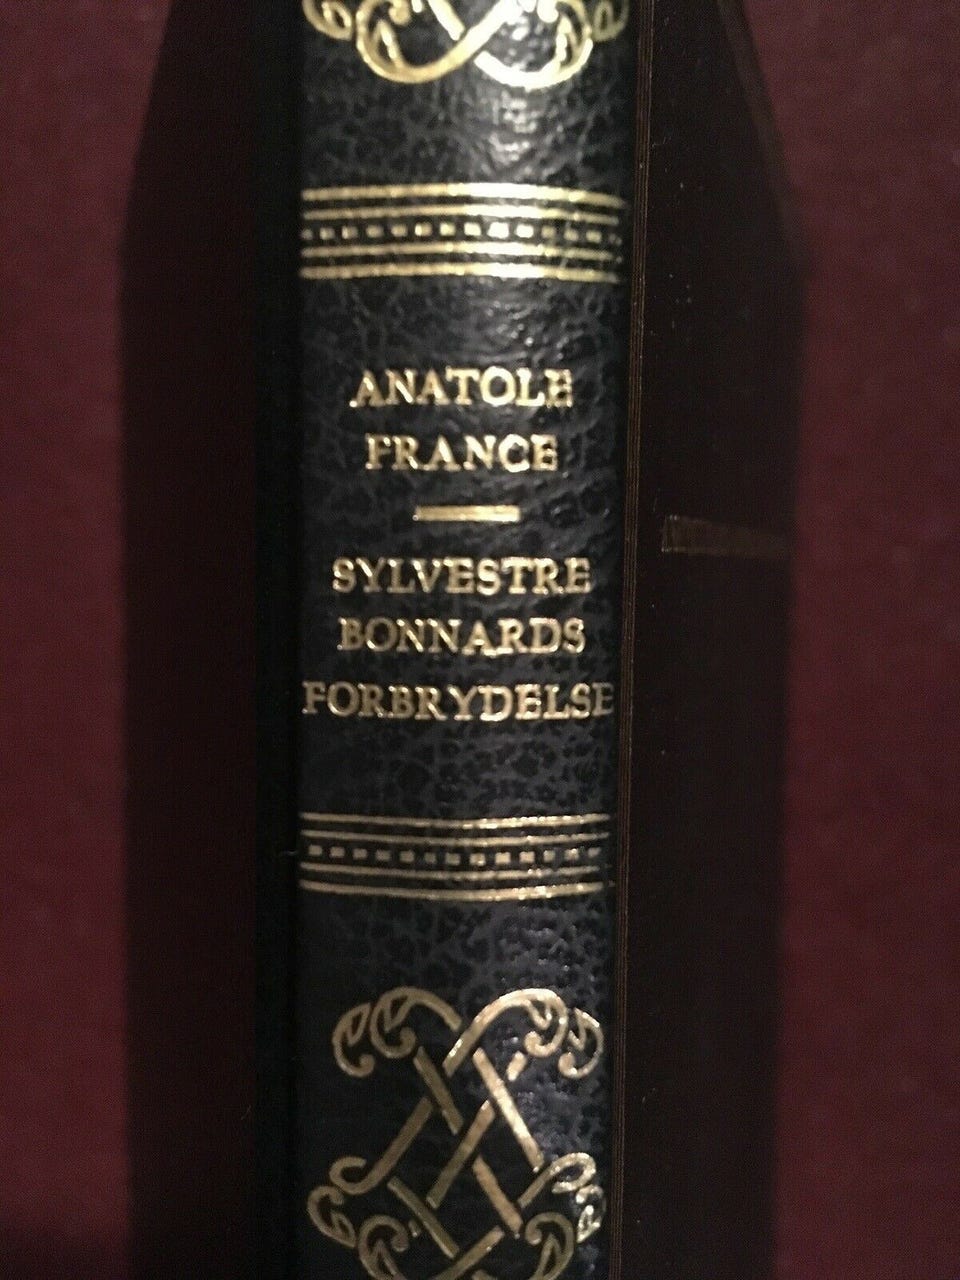 ANATOLE
FRANCE
SYLVESTRE
BONNARDS
FORBRYDELSE